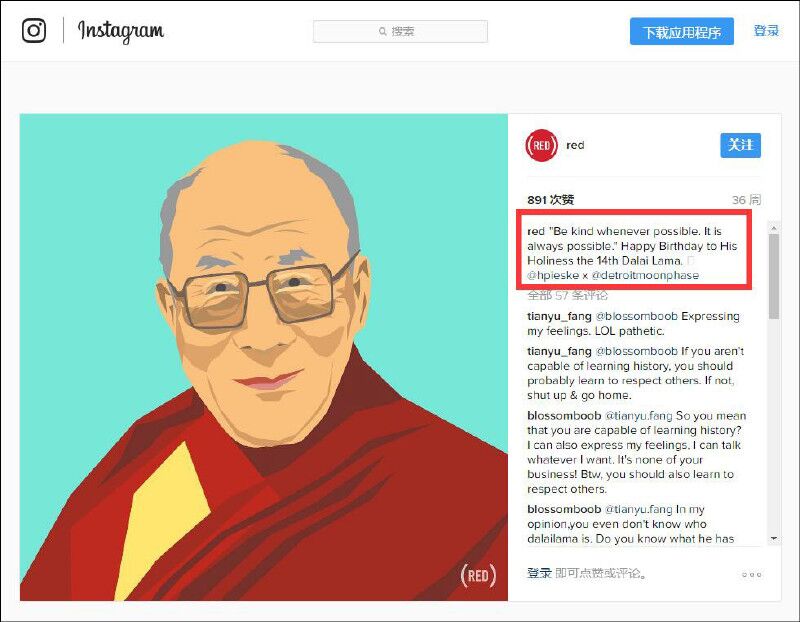 Instagram
搜索
下载应用程序
登录
(RED)
red
关注
891 次赞
36 周
red "Be kind whenever possible. It is
always possible." Happy Birthday to His
Holiness the 14th Dalai Lama.
@hpieske x @detroitmoonphase
全部 57 条评论
tianyu_fang @blossomboob Expressing
my feelings. LOL pathetic.
tianyu_fang @blossomboob If you aren't
capable of learning history, you should
probably learn to respect others. If not,
shut up & go home.
blossomboob @tianyu.fang So you mean
that you are capable of learning history?
I can also express my feelings, I can talk
whatever I want. It's none of your
business! Btw, you should also learn to
respect others.
blossomboob @tianyu.fang In my
opinion,you even don't know who
dalailama is. Do you know what he has
(RED)
登录 即可点赞或评论。